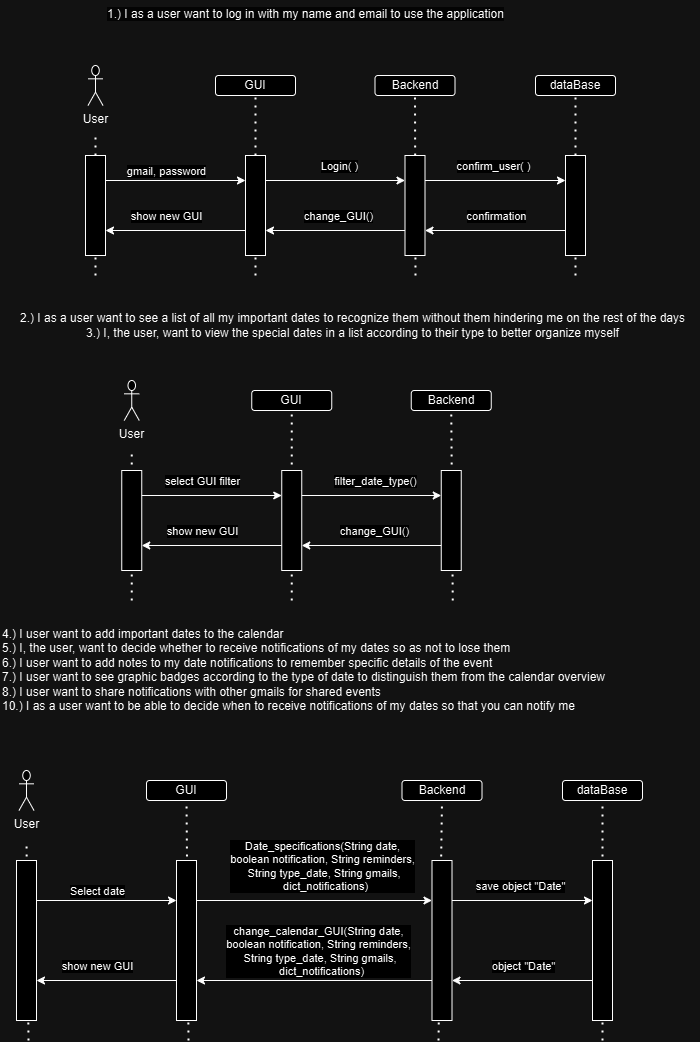 1.) I as a user want to log in with my name and email to use the application
User
GUI
Backend
dataBase
gmail, password
Login( )
confirm_user( )
show new GUI
change_GUI()
confirmation
2.) I as a user want to see a list of all my important dates to recognize them without them hindering me on the rest of the days
3.) I, the user, want to view the special dates in a list according to their type to better organize myself
User
GUI
Backend
select GUI filter
filter_date_type()
show new GUI
change_GUI()
4.) I user want to add important dates to the calendar
5.) I, the user, want to decide whether to receive notifications of my dates so as not to lose them
6.) I user want to add notes to my date notifications to remember specific details of the event
7.) I user want to see graphic badges according to the type of date to distinguish them from the calendar overview
8.) I user want to share notifications with other gmails for shared events
10.) I as a user want to be able to decide when to receive notifications of my dates so that you can notify me
User
GUI
Backend
dataBase
Select date
Date_specifications(String date,
boolean notification, String reminders,
String type_date, String gmails,
dict_notifications)
save object "Date"
show new GUI
change_calendar_GUI(String date,
boolean notification, String reminders,
String type_date, String gmails,
dict_notifications)
object "Date"